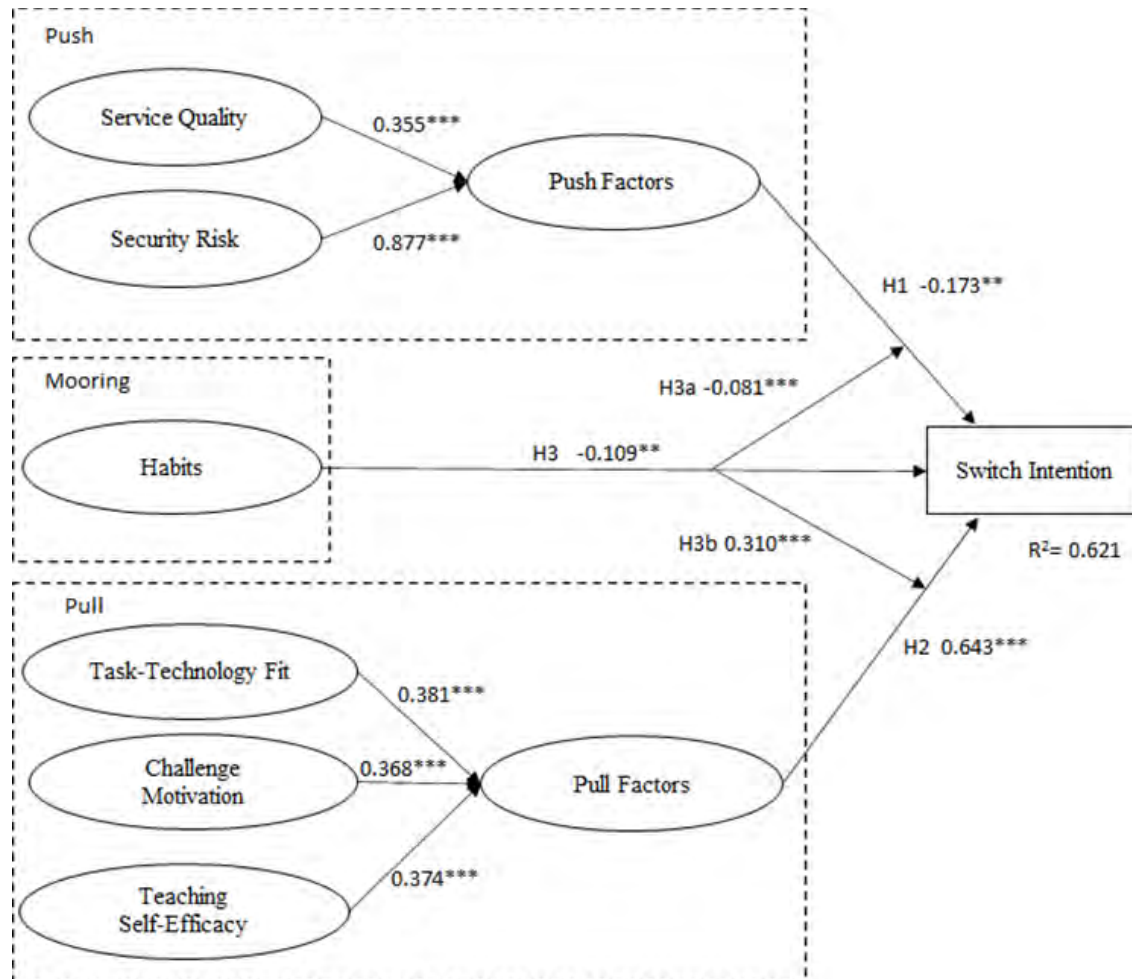 Push
Service Quality
0.355***
Push Factors
Security Risk
0.877***
H1 -0.173**
Mooring
H3a -0.081***
Habits
H3 -0.109**
Switch Intention
H3b 0.310***
R²= 0.621
Pull
Task-Technology Fit
0.381***
H2 0.643***
Challenge
Motivation
0.368***
Pull Factors
0.374***
Teaching
Self-Efficacy